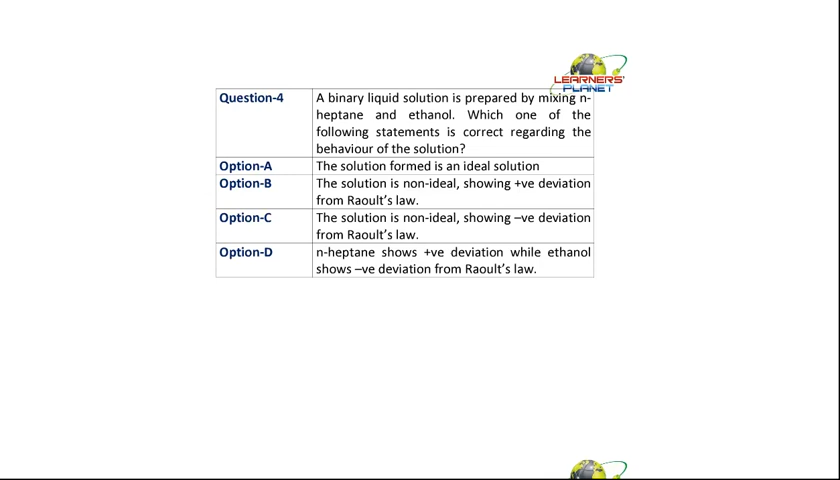 LEARNERS'
PLANET
Question-4
A binary liquid solution is prepared by mixing n-
heptane and ethanol. Which one of the
following statements is correct regarding the
behaviour of the solution?
Option-A
The solution formed is an ideal solution
Option-B
The solution is non-ideal, showing +ve deviation
from Raoult's law.
Option-C
The solution is non-ideal, showing –ve deviation
from Raoult's law.
Option-D
n-heptane shows +ve deviation while ethanol
shows –ve deviation from Raoult's law.